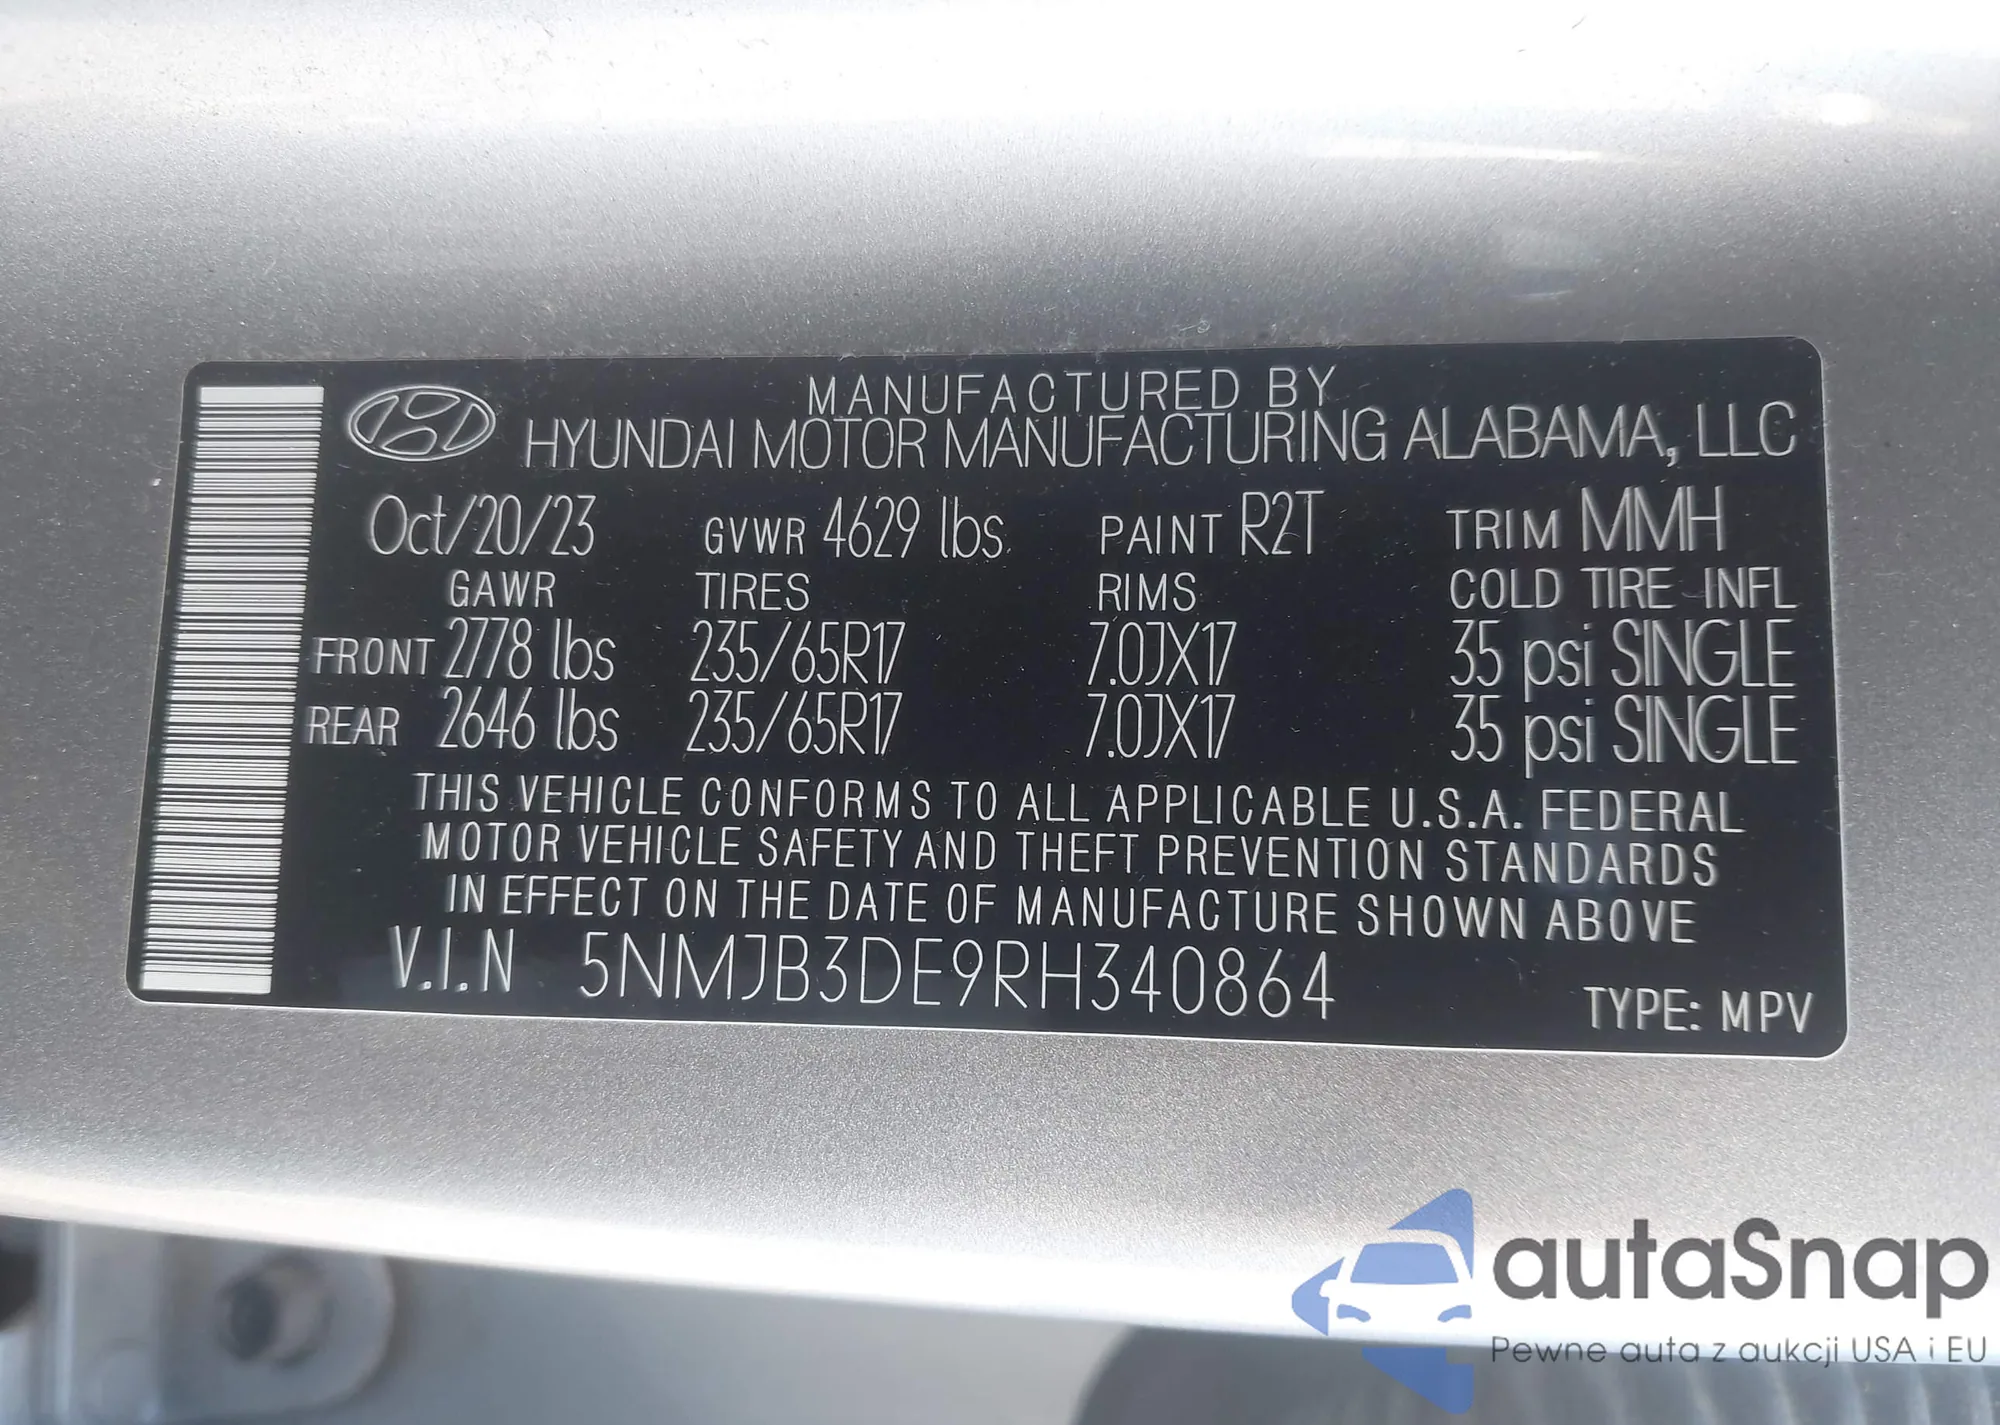 MANUFACTURED BY
HYUNDAI MOTOR MANUFACTURING ALABAMA, LLC
Oct/20/23 GVWR 4629 lbs. PAINT R2T TRIM MMH
GAWR TIRES RIMS COLD TIRE INFL
FRONT 2778 lbs 235/65R17 7.0JX17 35 psi SINGLE
REAR 2646 lbs 235/65R17 7.0JX17 35 psi SINGLE
THIS VEHICLE CONFORMS TO ALL APPLICABLE U.S.A. FEDERAL
MOTOR VEHICLE SAFETY AND THEFT PREVENTION STANDARDS
IN EFFECT ON THE DATE OF MANUFACTURE SHOWN ABOVE
V.I.N 5NMJB3DE9RH340864
TYPE: MPV
autaSnap
Pewne auta z aukcji USA i EU